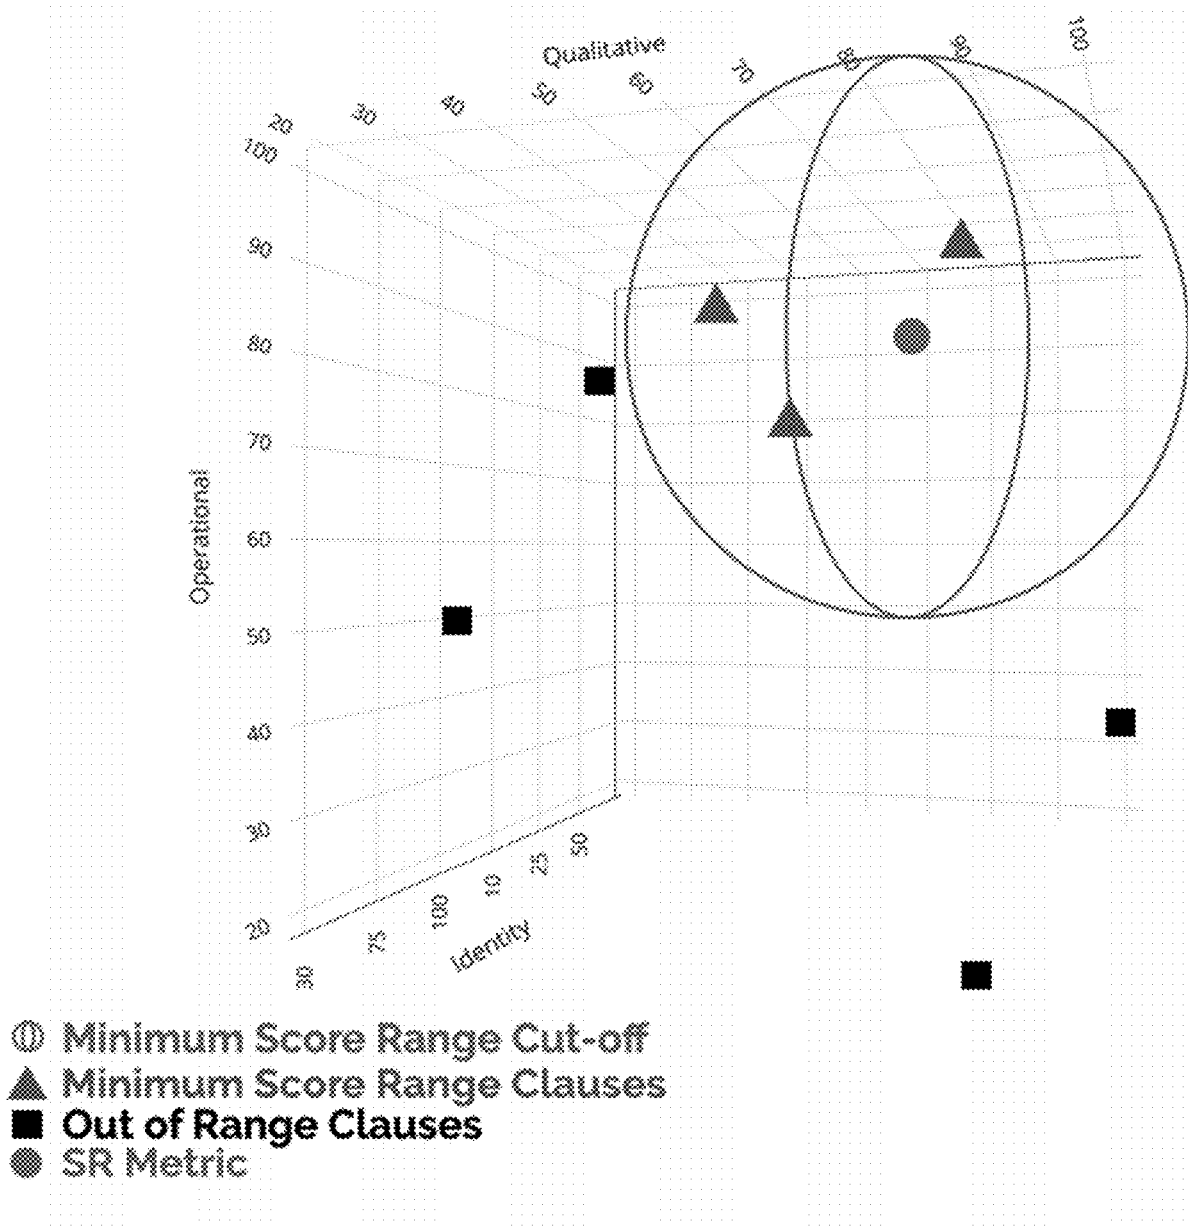 Qualitative
20 30 40 50 60 70 80 90 100
100
90
80
70
60
50
40
30
20
Operational
30 75 100 10 25 50
Identity
Minimum Score Range Cut-off
Minimum Score Range Clauses
Out of Range Clauses
SR Metric